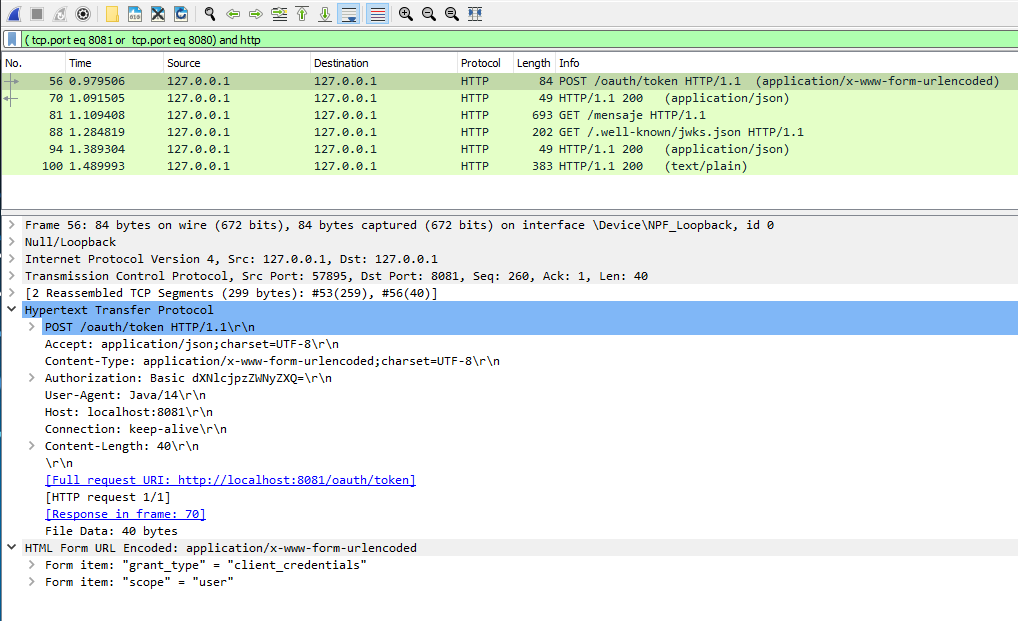 ( tcp.port eq 8081 or  tcp.port eq 8080) and http
No. Time Source Destination Protocol Length Info
56 0.979506 127.0.0.1 127.0.0.1 HTTP 84 POST /oauth/token HTTP/1.1  (application/x-www-form-urlencoded)
70 1.091505 127.0.0.1 127.0.0.1 HTTP 49 HTTP/1.1 200   (application/json)
81 1.109408 127.0.0.1 127.0.0.1 HTTP 693 GET /mensaje HTTP/1.1
88 1.284819 127.0.0.1 127.0.0.1 HTTP 202 GET /.well-known/jwks.json HTTP/1.1
94 1.389304 127.0.0.1 127.0.0.1 HTTP 49 HTTP/1.1 200   (application/json)
100 1.489993 127.0.0.1 127.0.0.1 HTTP 383 HTTP/1.1 200   (text/plain)
Frame 56: 84 bytes on wire (672 bits), 84 bytes captured (672 bits) on interface \Device\NPF_Loopback, id 0
Null/Loopback
Internet Protocol Version 4, Src: 127.0.0.1, Dst: 127.0.0.1
Transmission Control Protocol, Src Port: 57895, Dst Port: 8081, Seq: 260, Ack: 1, Len: 40
[2 Reassembled TCP Segments (299 bytes): #53(259), #56(40)]
Hypertext Transfer Protocol
POST /oauth/token HTTP/1.1\r\n
Accept: application/json;charset=UTF-8\r\n
Content-Type: application/x-www-form-urlencoded;charset=UTF-8\r\n
Authorization: Basic dXNlcjpzZWNyZXQ=\r\n
User-Agent: Java/14\r\n
Host: localhost:8081\r\n
Connection: keep-alive\r\n
Content-Length: 40\r\n
\r\n
[Full request URI: http://localhost:8081/oauth/token]
[HTTP request 1/1]
[Response in frame: 70]
File Data: 40 bytes
HTML Form URL Encoded: application/x-www-form-urlencoded
Form item: "grant_type" = "client_credentials"
Form item: "scope" = "user"